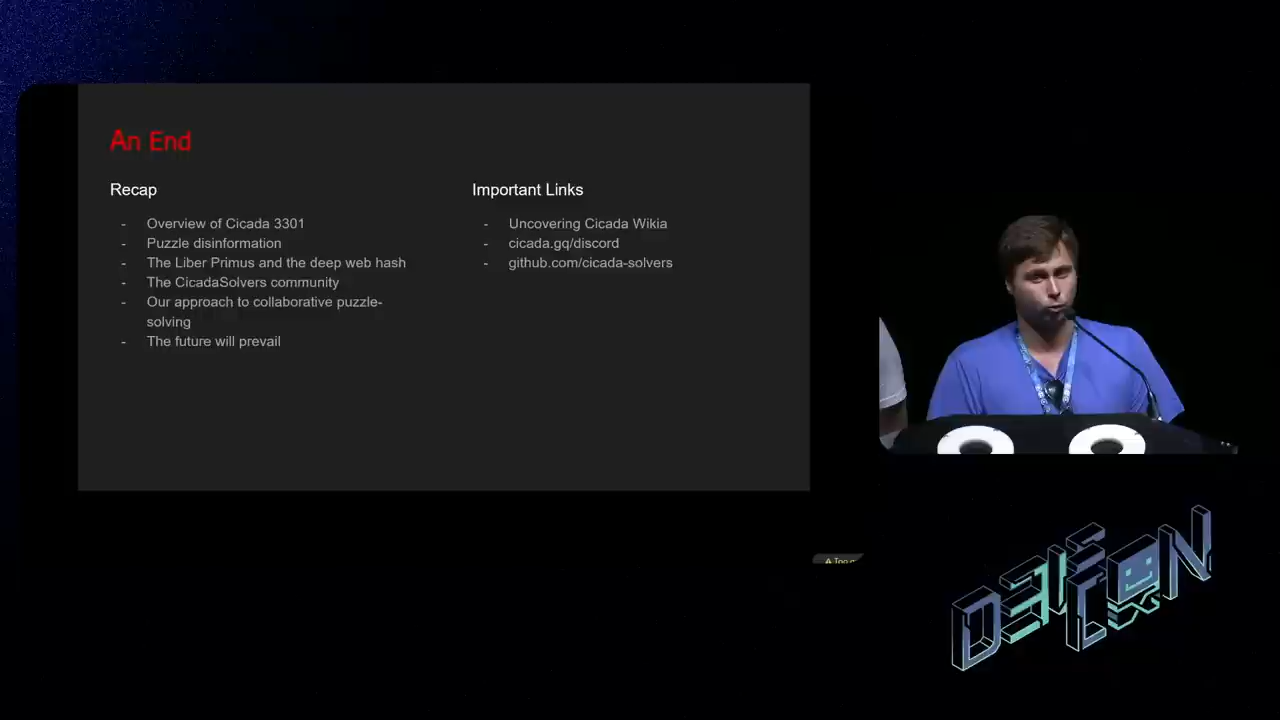 An End
Recap
- Overview of Cicada 3301
- Puzzle disinformation
- The Liber Primus and the deep web hash
- The CicadaSolvers community
- Our approach to collaborative puzzle-
solving
- The future will prevail
Important Links
- Uncovering Cicada Wikia
- cicada.gq/discord
- github.com/cicada-solvers
DEF
CON